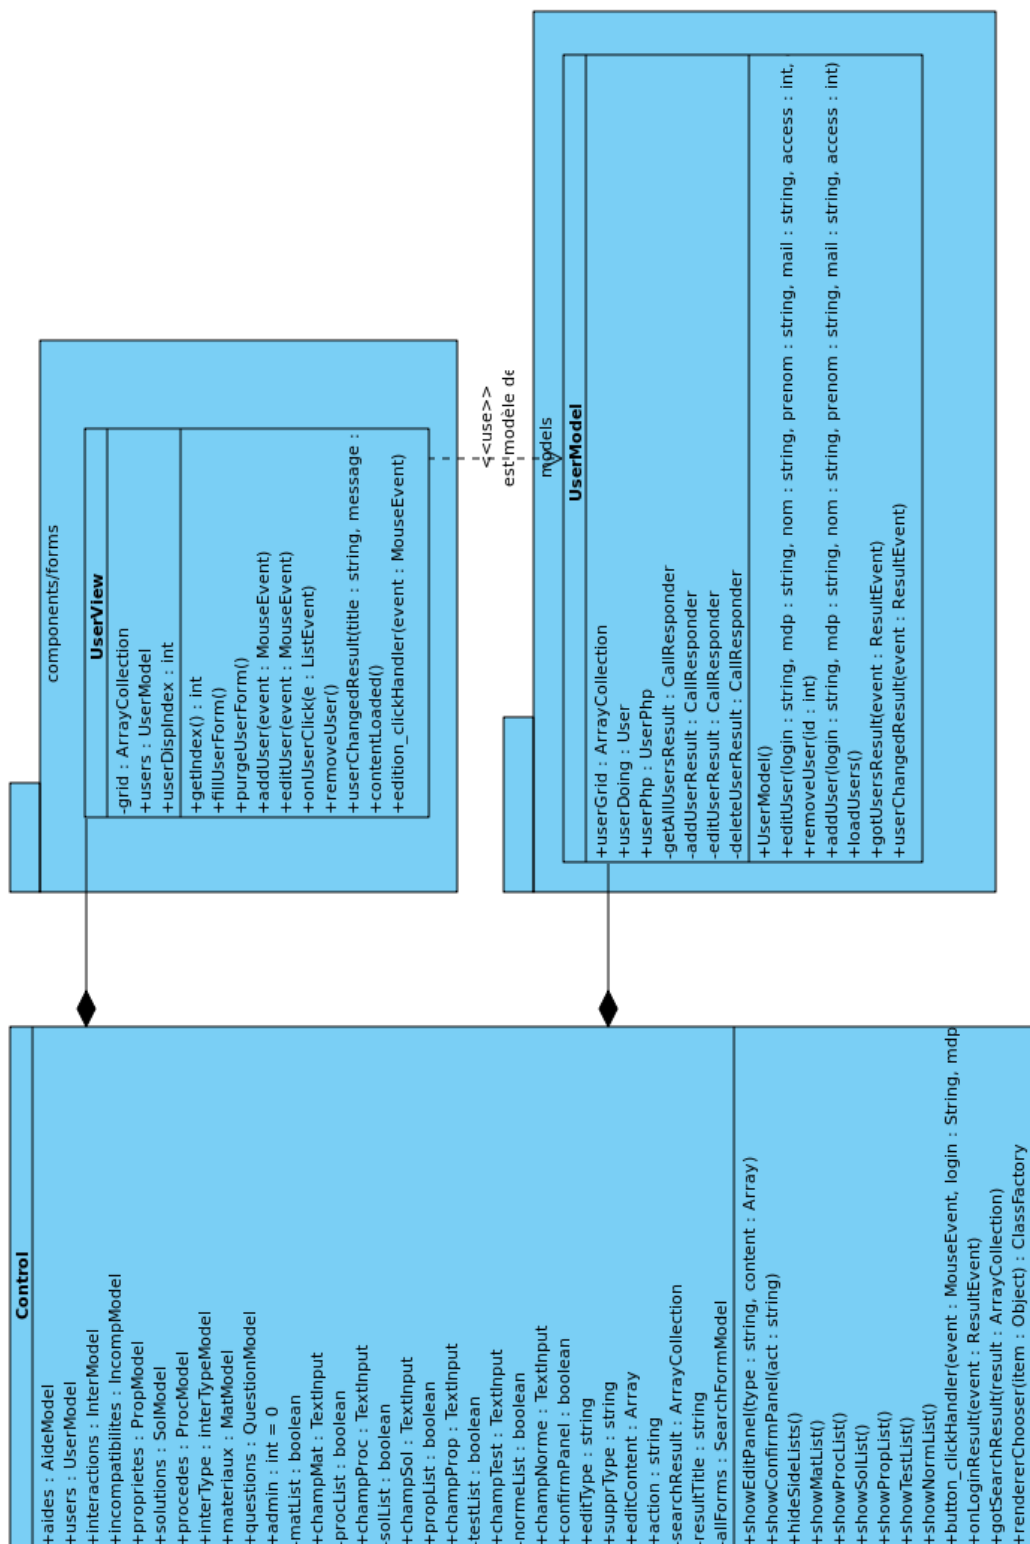 Control
+aides : AideModel
+users : UserModel
+interactions : InterModel
+incompatibilites : IncompModel
+proprietes : PropModel
+solutions : SolModel
+procedes : ProcModel
+interType : interTypeModel
+materiaux : MatModel
+questions : QuestionModel
+admin : int = 0
-matList : boolean
+champMat : TextInput
-procList : boolean
+champProc : TextInput
-solList : boolean
+champSol : TextInput
+propList : boolean
+champProp : TextInput
-testList : boolean
+champTest : TextInput
-normeList : boolean
+champNorme : TextInput
+confirmPanel : boolean
+editType : string
+supprType : string
+editContent : Array
+action : string
-searchResult : ArrayCollection
-resultTitle : string
-allForms : SearchFormModel
+showEditPanel(type : string, content : Array)
+showConfirmPanel(act : string)
+hideSideLists()
+showMatList()
+showProcList()
+showSolList()
+showPropList()
+showTestList()
+showNormList()
+button_clickHandler(event : MouseEvent, login : String, mdp
+onLoginResult(event : ResultEvent)
+gotSearchResult(result : ArrayCollection)
+rendererChooser(item : Object) : ClassFactory
components/forms
UserView
-grid : ArrayCollection
+users : UserModel
+userDispIndex : int
+getIndex() : int
+fillUserForm()
+purgeUserForm()
+addUser(event : MouseEvent)
+editUser(event : MouseEvent)
+onUserClick(e : ListEvent)
+removeUser()
+userChangedResult(title : string, message :
+contentLoaded()
+edition_clickHandler(event : MouseEvent)
<<use>>
est modèle de
models
UserModel
+userGrid : ArrayCollection
+userDoing : User
+userPhp : UserPhp
-getAllUsersResult : CallResponder
-addUserResult : CallResponder
-editUserResult : CallResponder
-deleteUserResult : CallResponder
+UserModel()
+editUser(login : string, mdp : string, nom : string, prenom : string, mail : string, access : int,
+removeUser(id : int)
+addUser(login : string, mdp : string, nom : string, prenom : string, mail : string, access : int)
+loadUsers()
+gotUsersResult(event : ResultEvent)
+userChangedResult(event : ResultEvent)